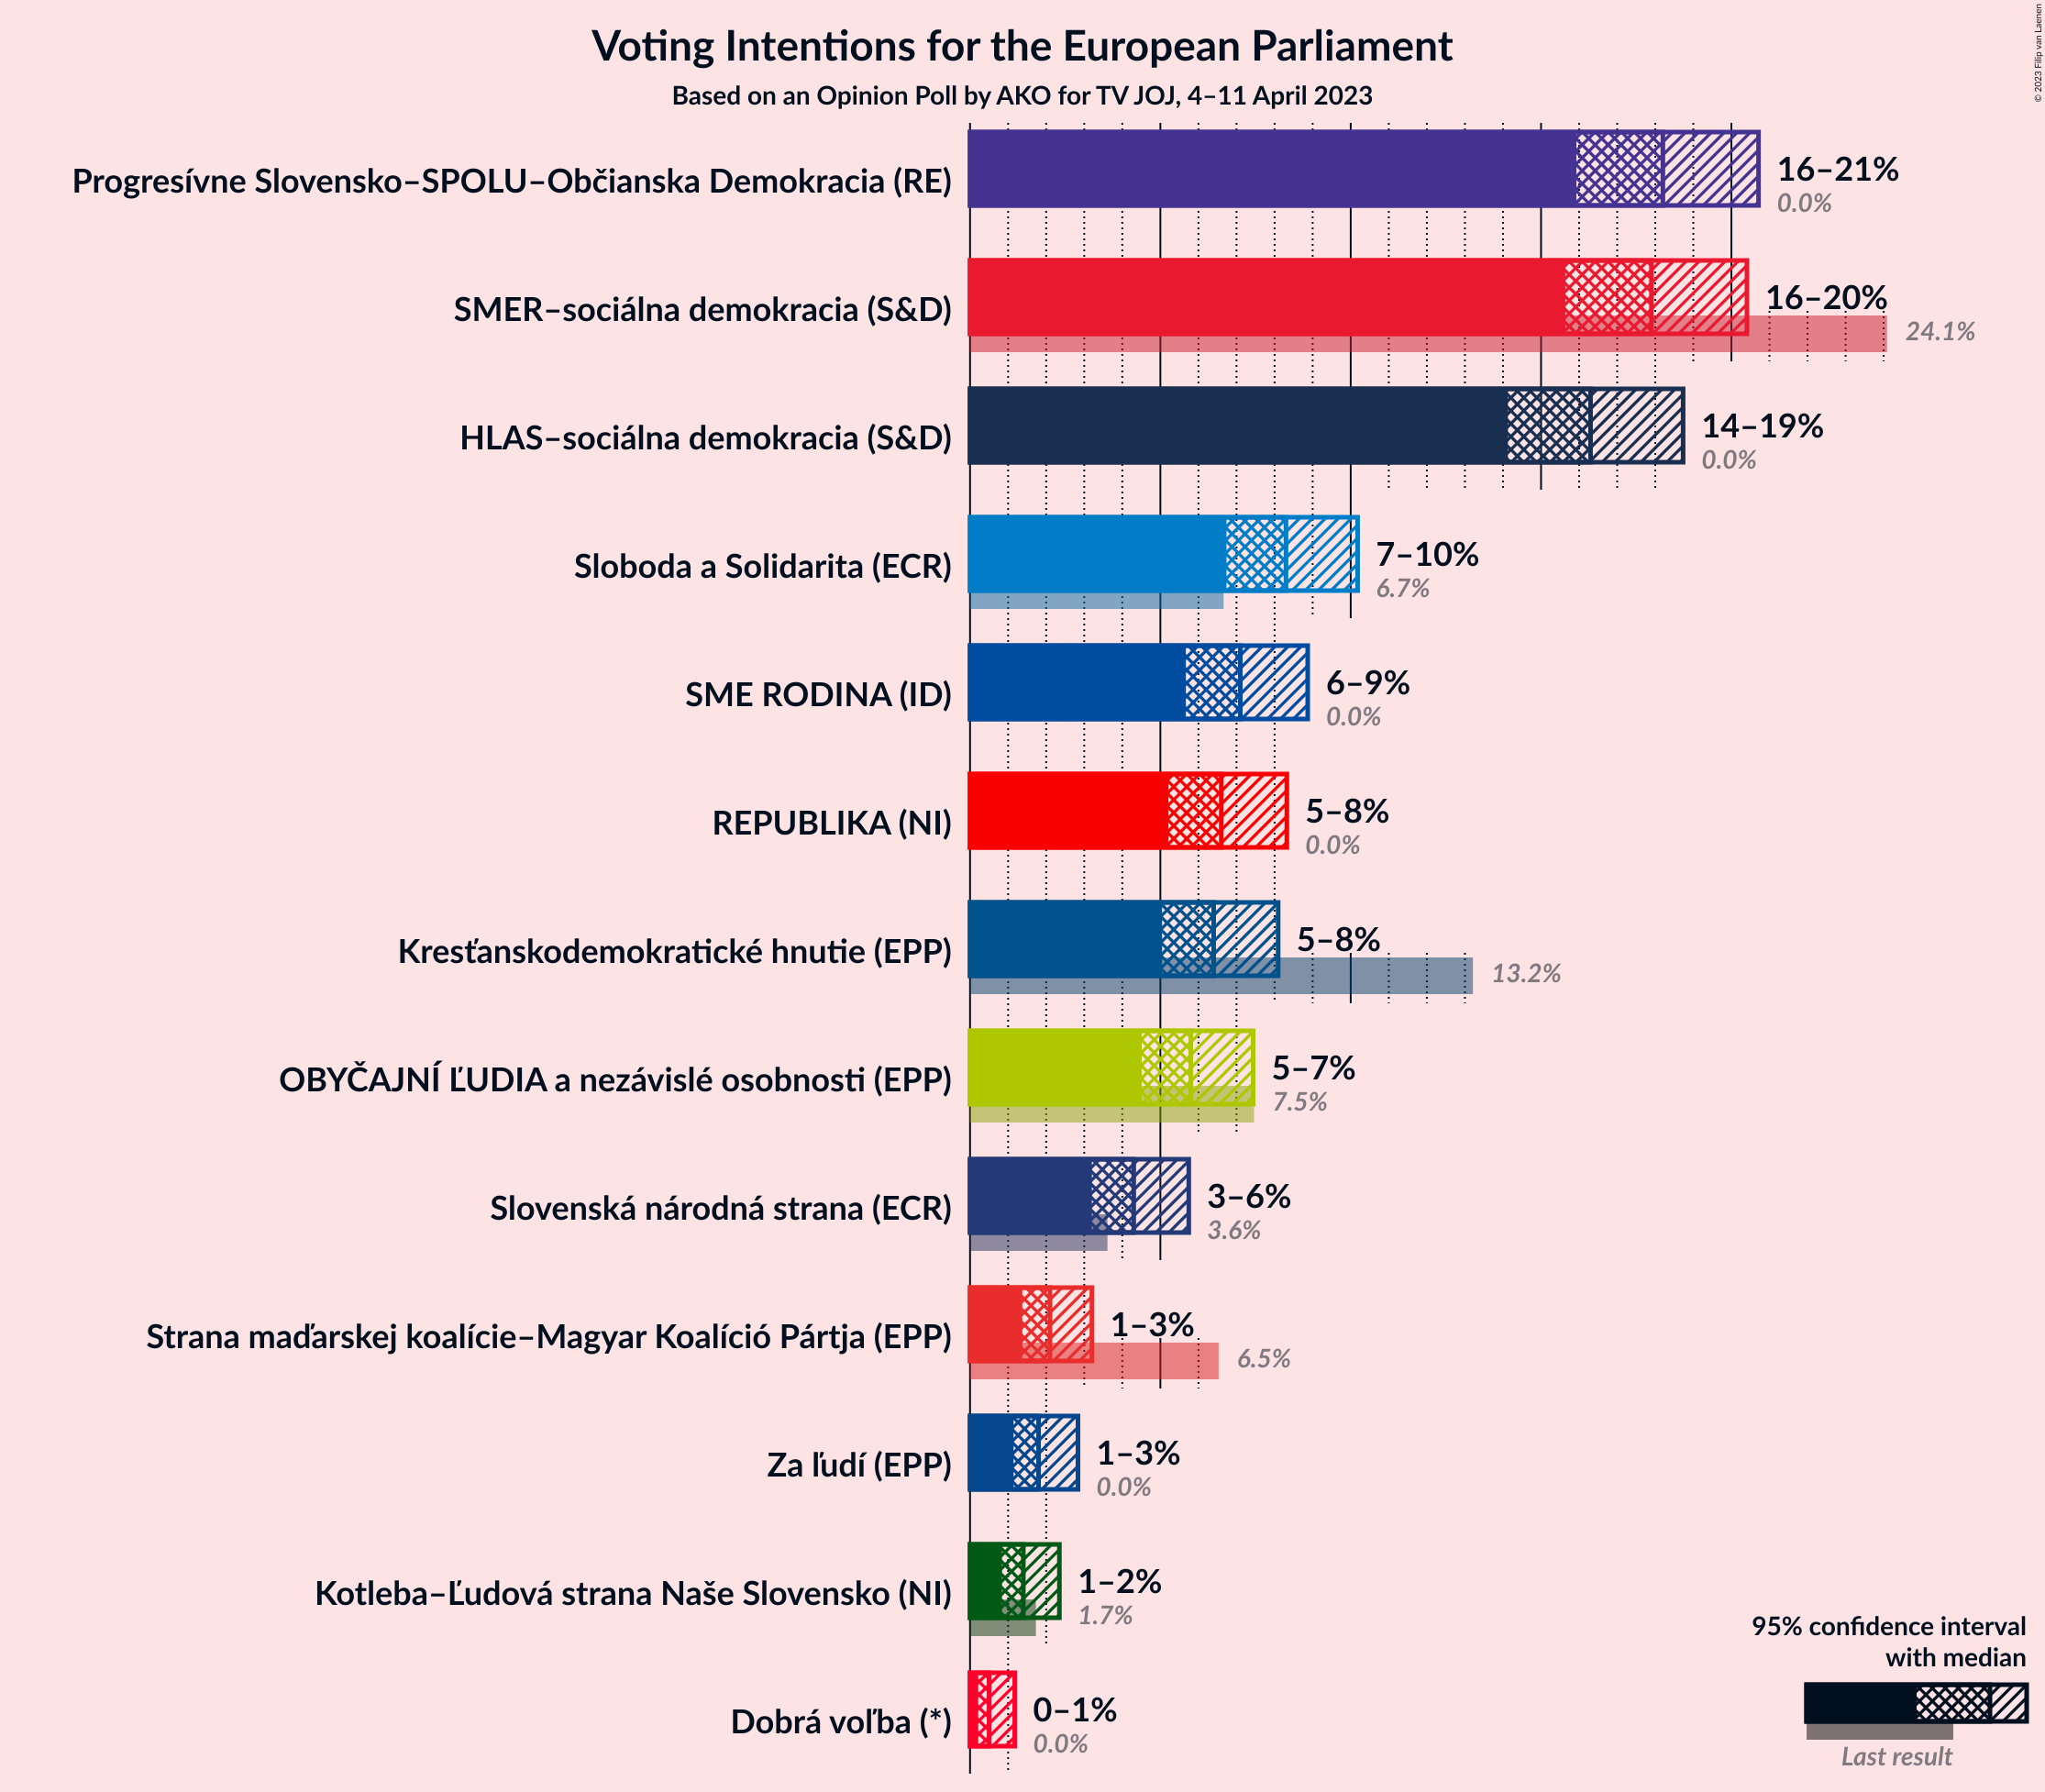 Voting Intentions for the European Parliament
Based on an Opinion Poll by AKO for TV JOJ, 4–11 April 2023
© 2023 Filip van Laenen
Progresívne Slovensko–SPOLU–Občianska Demokracia (RE)
16–21%
0.0%
SMER–sociálna demokracia (S&D)
16–20%
24.1%
HLAS–sociálna demokracia (S&D)
14–19%
0.0%
Sloboda a Solidarita (ECR)
7–10%
6.7%
SME RODINA (ID)
6–9%
0.0%
REPUBLIKA (NI)
5–8%
0.0%
Kresťanskodemokratické hnutie (EPP)
5–8%
13.2%
OBYČAJNÍ ĽUDIA a nezávislé osobnosti (EPP)
5–7%
7.5%
Slovenská národná strana (ECR)
3–6%
3.6%
Strana maďarskej koalície–Magyar Koalíció Pártja (EPP)
1–3%
6.5%
Za ľudí (EPP)
1–3%
0.0%
Kotleba–Ľudová strana Naše Slovensko (NI)
1–2%
1.7%
Dobrá voľba (*)
0–1%
0.0%
95% confidence interval
with median
Last result